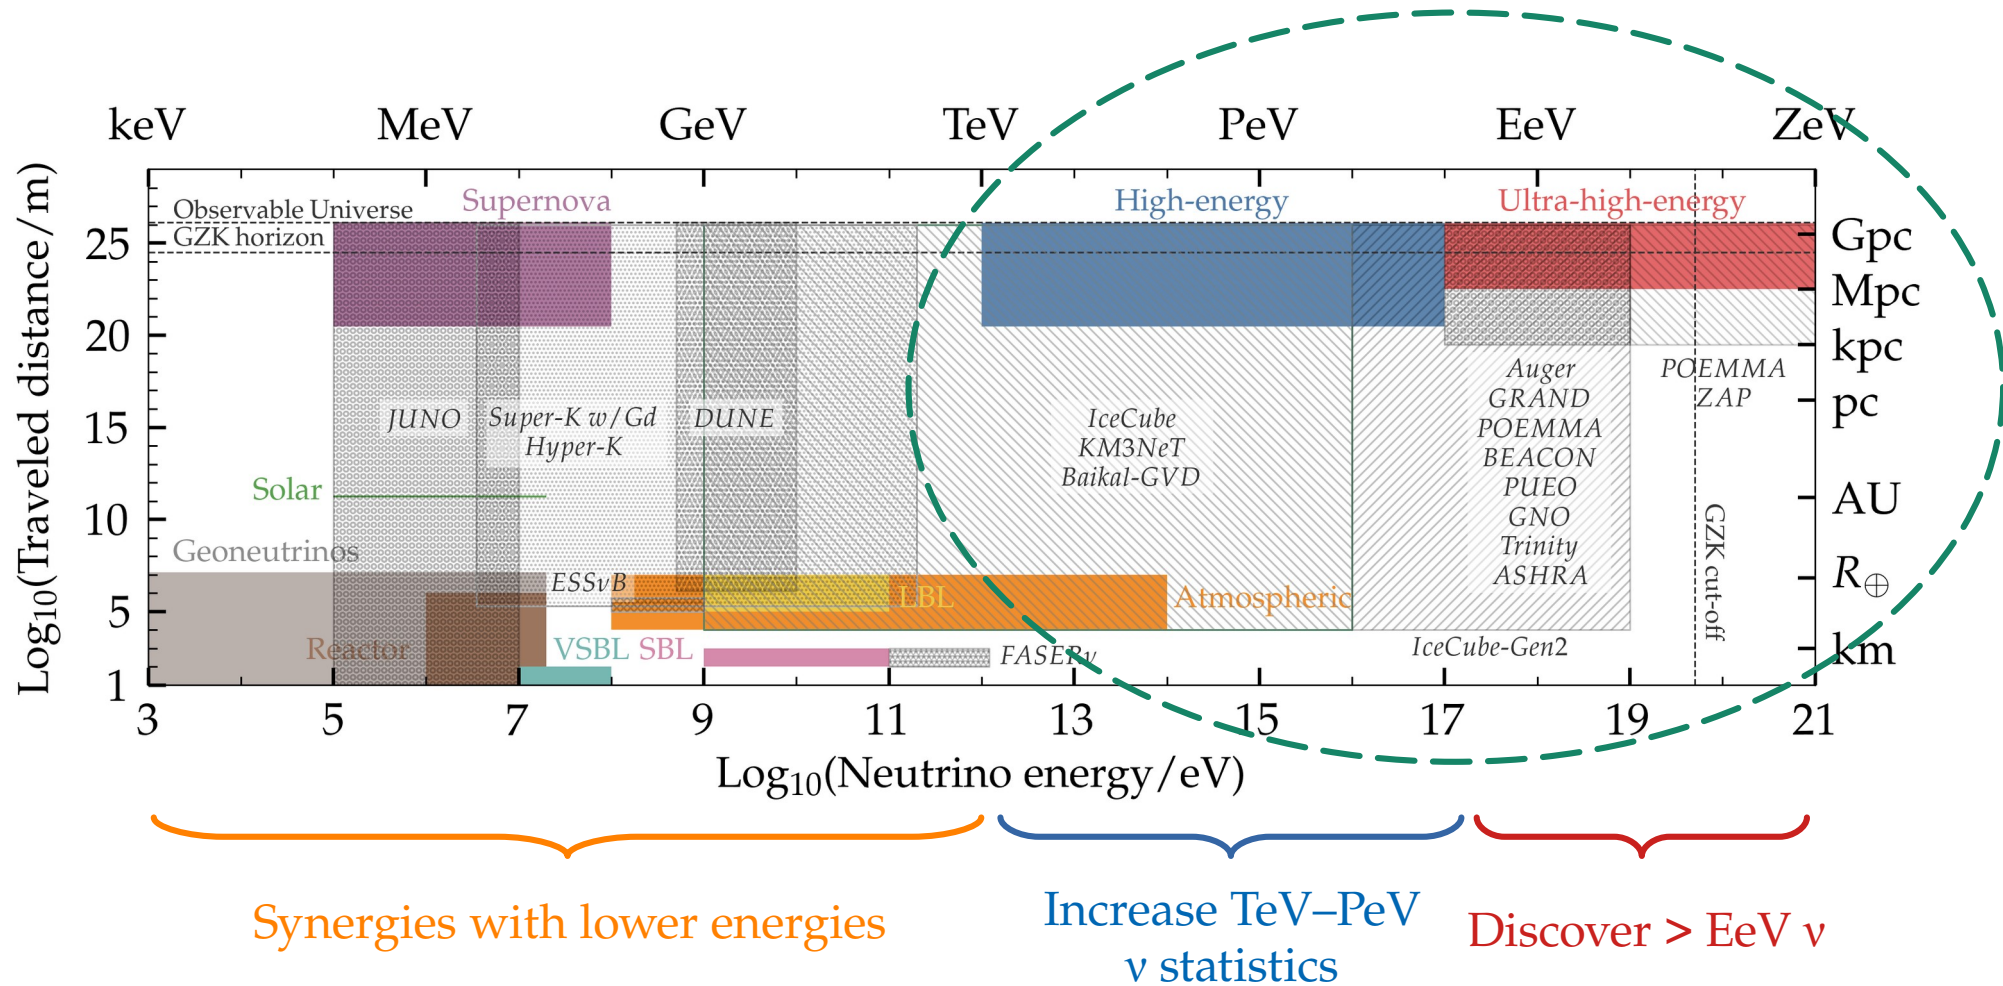 keV MeV GeV TeV PeV EeV ZeV
Log₁₀(Traveled distance/m)
25
20
15
10
5
1
Observable Universe
GZK horizon
Supernova
High-energy
Ultra-high-energy
Gpc
Mpc
kpc
pc
AU
R⊕
km
JUNO
Super-K w/Gd
Hyper-K
DUNE
IceCube
KM3NeT
Baikal-GVD
Auger
GRAND
POEMMA
BEACON
PUEO
GNO
Trinity
ASHRA
POEMMA
ZAP
GZK cut-off
Solar
Geoneutrinos
ESSνB
LBL
Atmospheric
Reactor
VSBL
SBL
FASERν
IceCube-Gen2
3 5 7 9 11 13 15 17 19 21
Log₁₀(Neutrino energy/eV)
Synergies with lower energies
Increase TeV–PeV
ν statistics
Discover > EeV ν